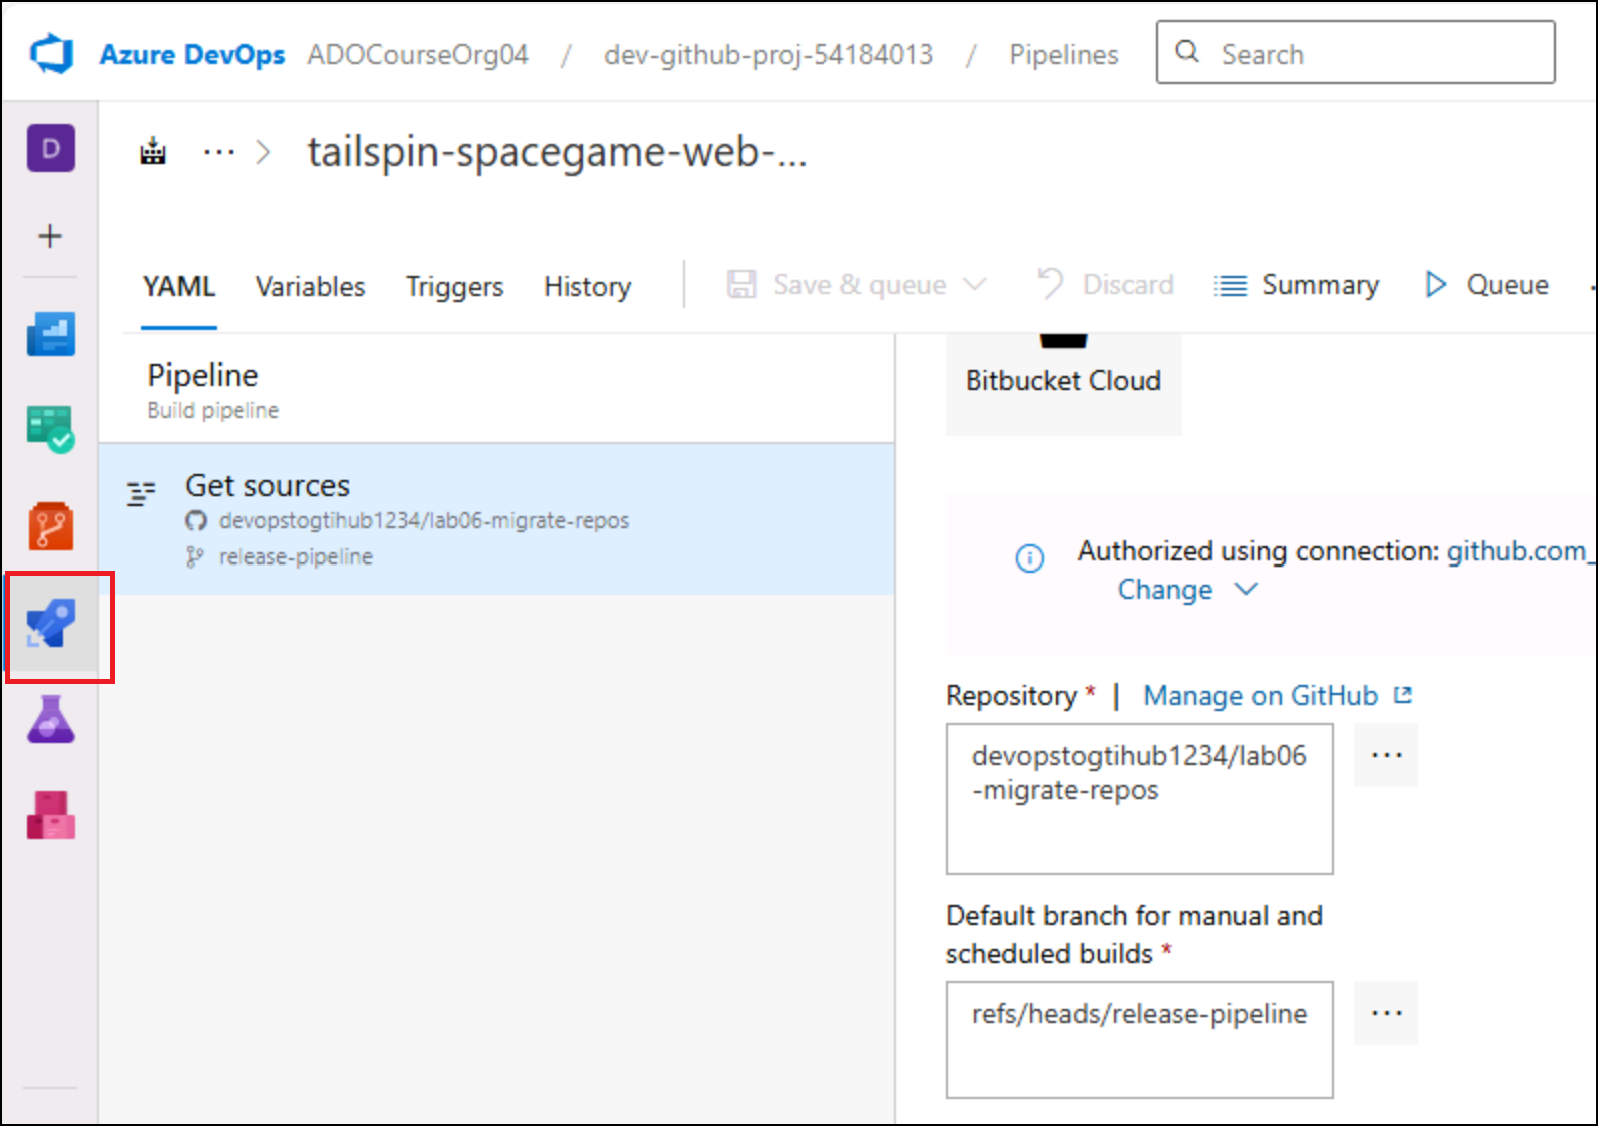 Azure DevOps ADOCourseOrg04 / dev-github-proj-54184013 / Pipelines Search
D
··· > tailspin-spacegame-web-...
YAML Variables Triggers History Save & queue Discard Summary Queue
Pipeline
Build pipeline
Get sources
devopstogtihub1234/lab06-migrate-repos
release-pipeline
Bitbucket Cloud
Authorized using connection: github.com_
Change
Repository * | Manage on GitHub
devopstogtihub1234/lab06
-migrate-repos
···
Default branch for manual and
scheduled builds *
refs/heads/release-pipeline
···